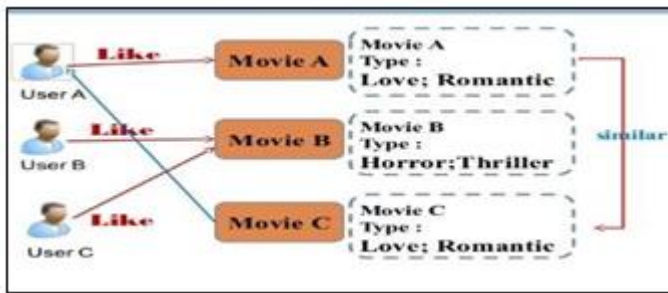 Like
User A
Movie A
Movie A
Type :
Love; Romantic
Like
User B
Movie B
Movie B
Type :
Horror;Thriller
similar
Like
User C
Movie C
Movie C
Type :
Love; Romantic